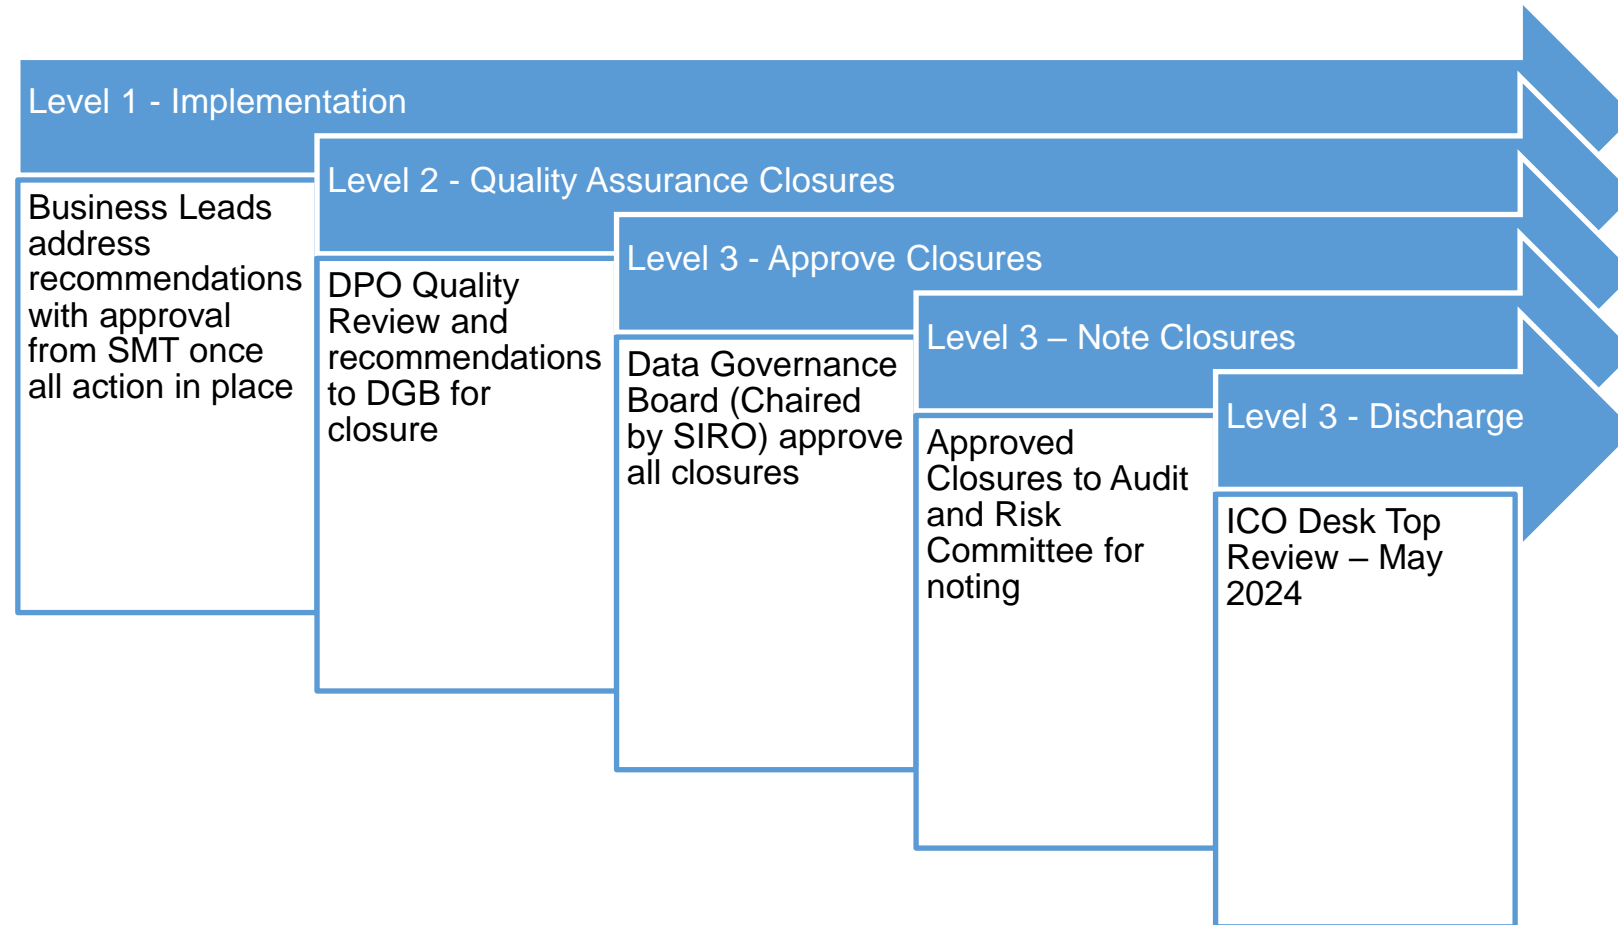 Level 1 - Implementation
Business Leads
address
recommendations
with approval
from SMT once
all action in place
Level 2 - Quality Assurance Closures
DPO Quality
Review and
recommendations
to DGB for
closure
Level 3 - Approve Closures
Data Governance
Board (Chaired
by SIRO) approve
all closures
Level 3 – Note Closures
Approved
Closures to Audit
and Risk
Committee for
noting
Level 3 - Discharge
ICO Desk Top
Review – May
2024